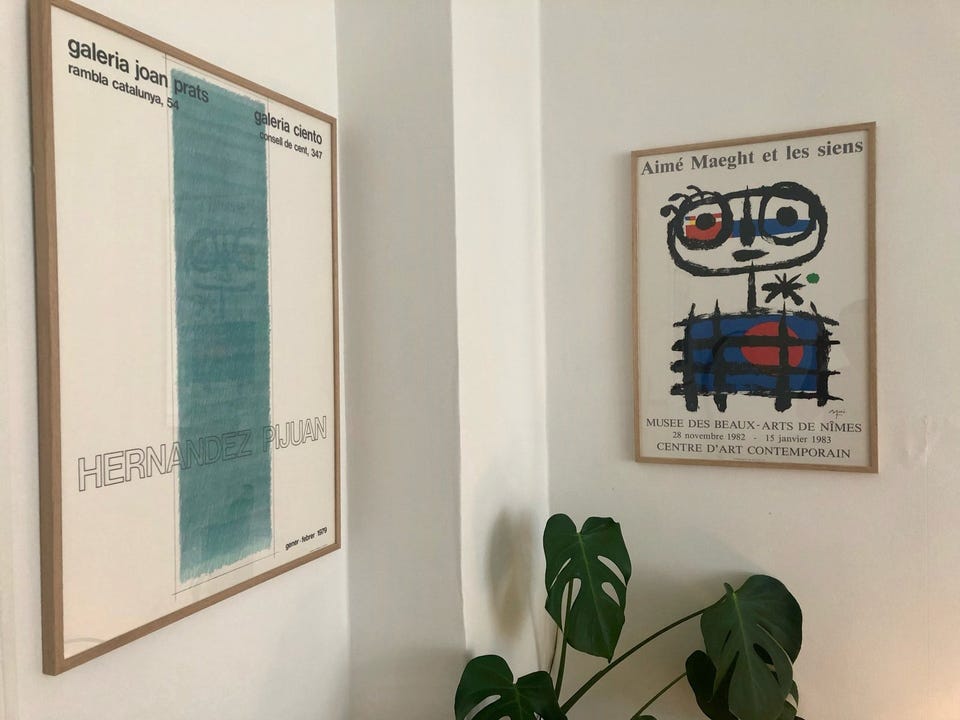 galeria joan prats
rambla catalunya, 54
galeria ciento
consell de cent, 347
HERNANDEZ PIJUAN
gener - febrer 1979
Aimé Maeght et les siens
MUSEE DES BEAUX-ARTS DE NÎMES
28 novembre 1982 - 15 janvier 1983
CENTRE D'ART CONTEMPORAIN